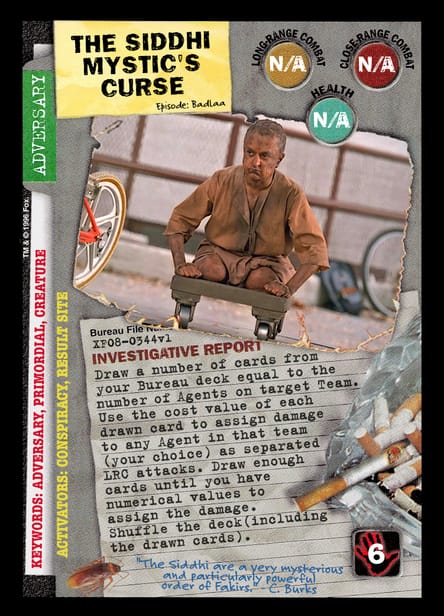 THE SIDDHI
MYSTIC'S
CURSE
Episode: Badlaa
LONG-RANGE COMBAT
N/A
CLOSE-RANGE COMBAT
N/A
HEALTH
N/A
ADVERSARY
TM & © 1996 Fox.
KEYWORDS: ADVERSARY, PRIMORDIAL, CREATURE
ACTIVATORS: CONSPIRACY, RESULT SITE
Bureau File
XF08-0344v1
INVESTIGATIVE REPORT
Draw a number of cards from
your Bureau deck equal to the
number of Agents on target Team.
Use the cost value of each
drawn card to assign damage
to any Agent in that team
(your choice) as separated
LRC attacks. Draw enough
cards until you have
numerical values to
assign the damage.
Shuffle the deck(including
the drawn cards).
6
"The Siddhi are a very mysterious
and particularly powerful
order of Fakirs." - C. Burks